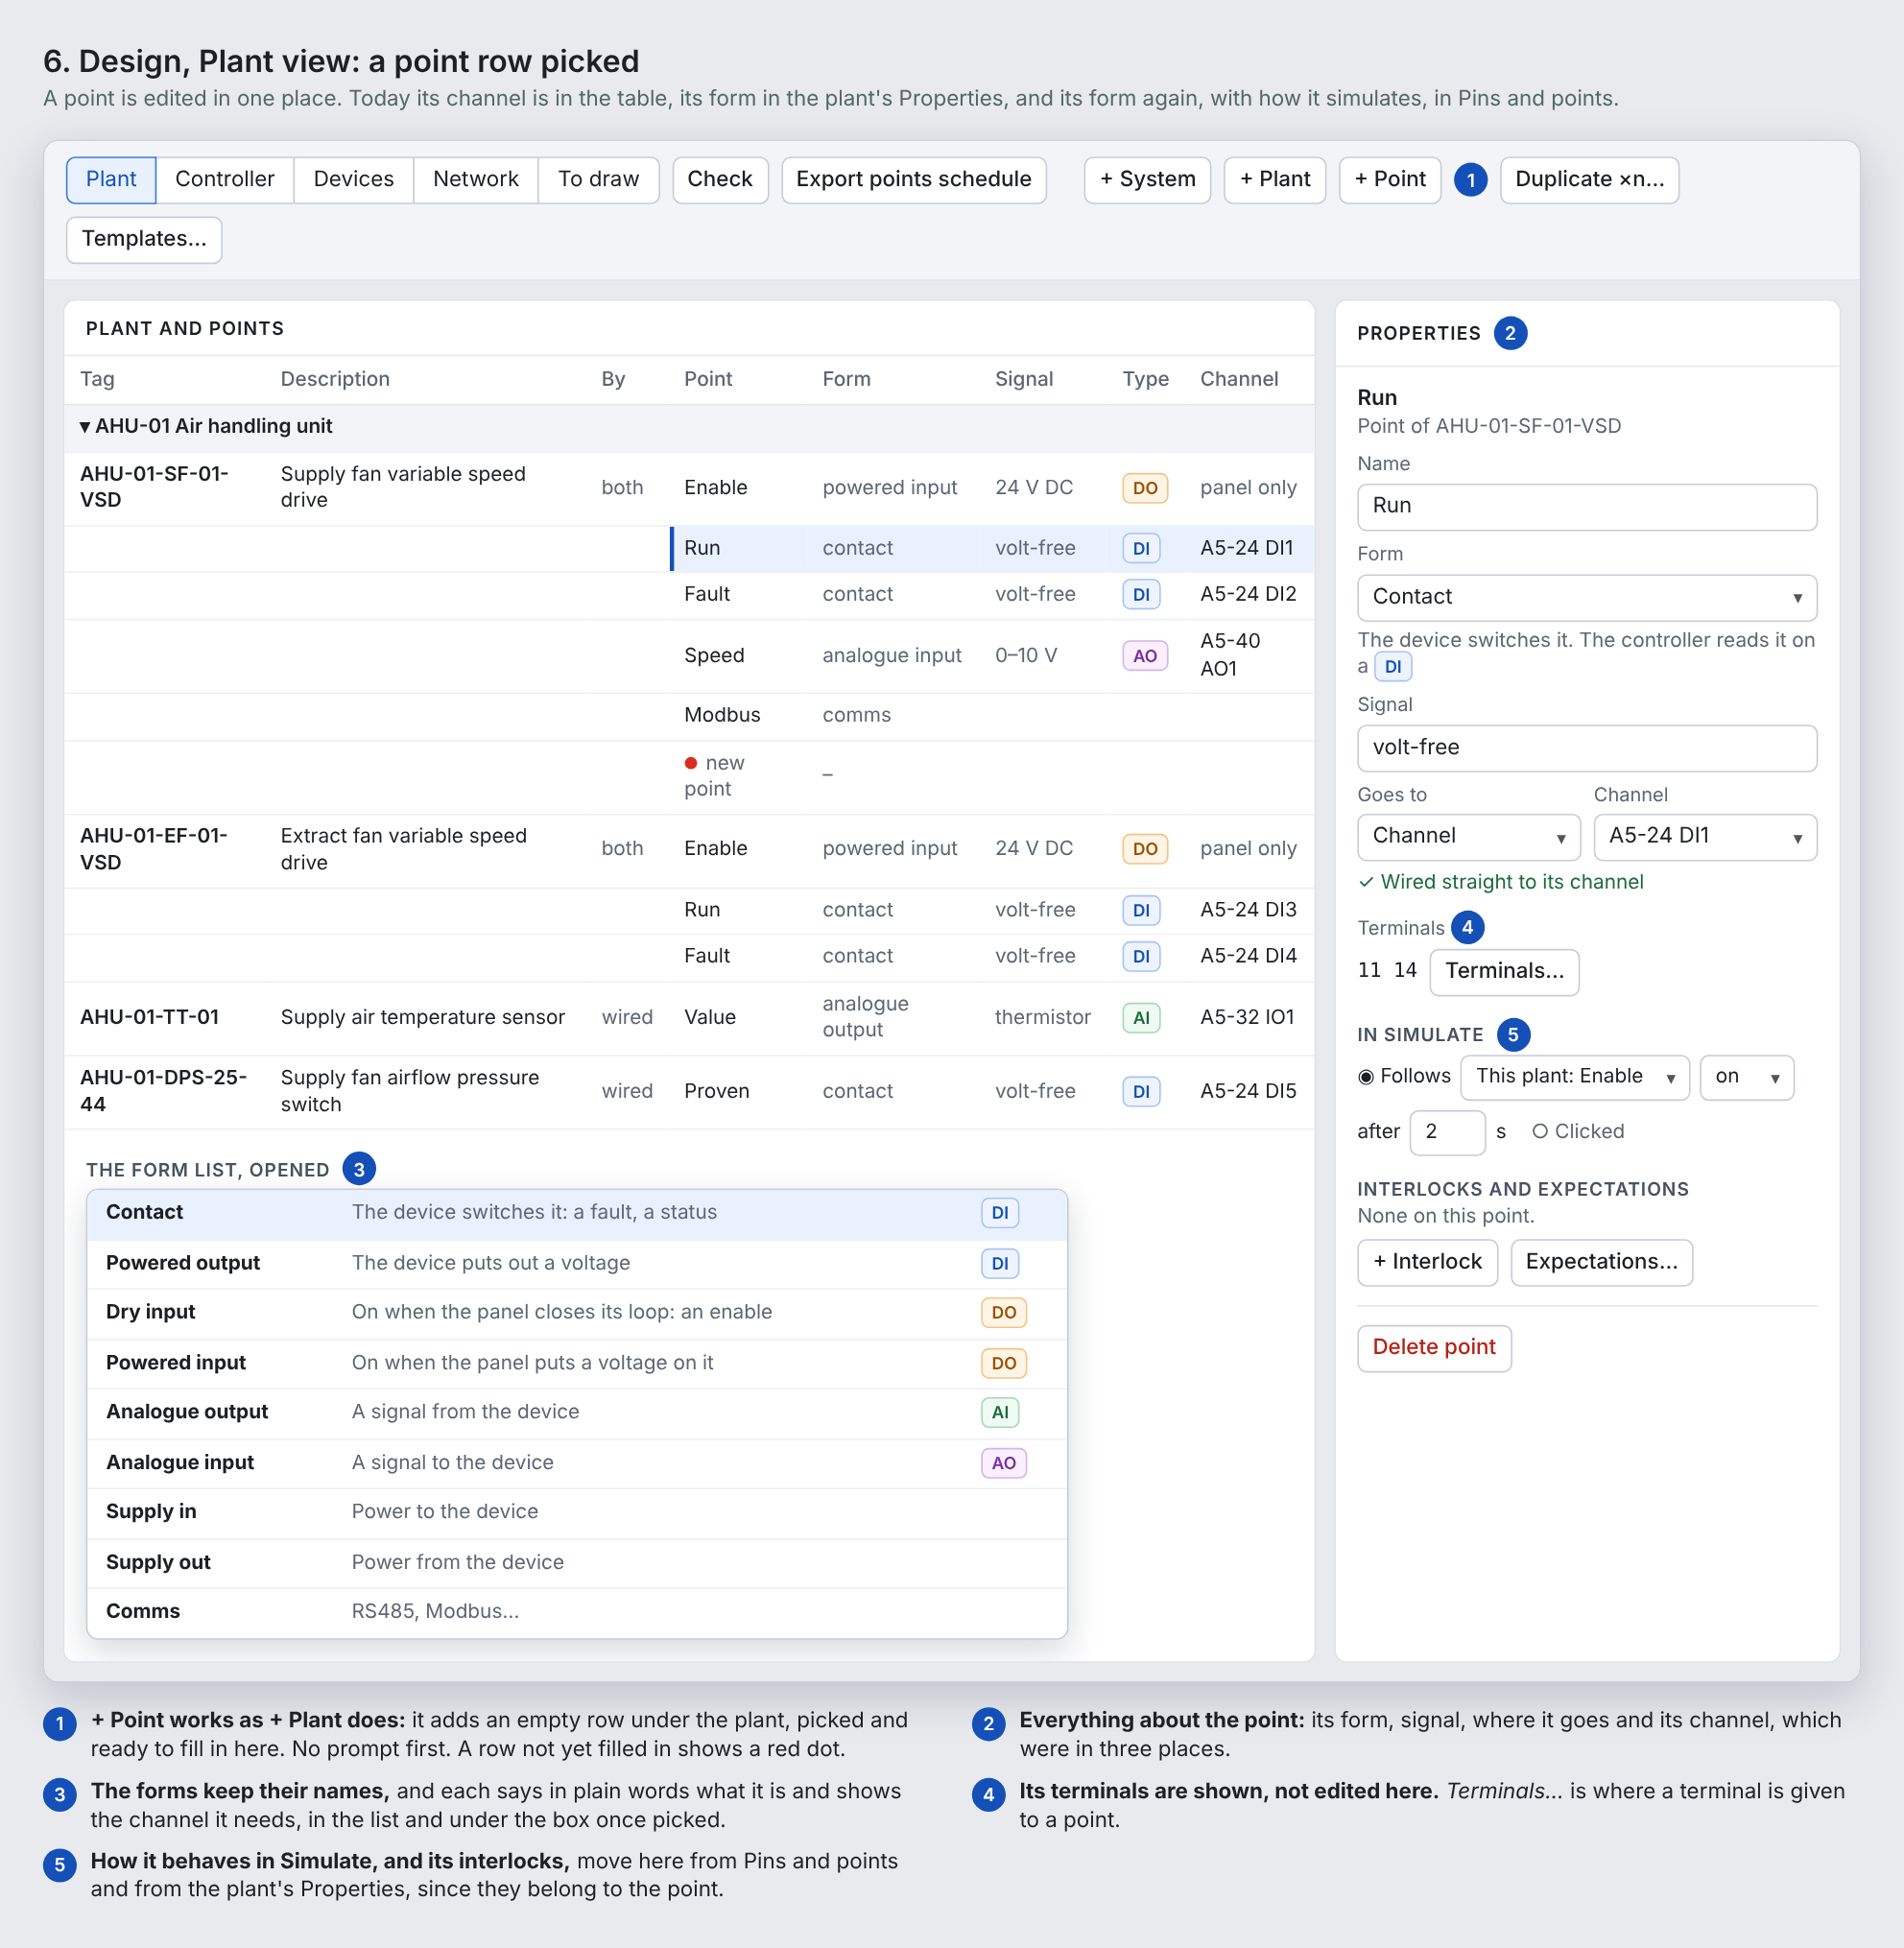 6. Design, Plant view: a point row picked
A point is edited in one place. Today its channel is in the table, its form in the plant's Properties, and its form again, with how it simulates, in Pins and points.
Plant Controller Devices Network To draw Check Export points schedule + System + Plant + Point 1 Duplicate ×n...
Templates...
PLANT AND POINTS
Tag Description By Point Form Signal Type Channel
▾ AHU-01 Air handling unit
AHU-01-SF-01-VSD Supply fan variable speed drive both Enable powered input 24 V DC DO panel only
Run contact volt-free DI A5-24 DI1
Fault contact volt-free DI A5-24 DI2
Speed analogue input 0–10 V AO A5-40 AO1
Modbus comms
new point –
AHU-01-EF-01-VSD Extract fan variable speed drive both Enable powered input 24 V DC DO panel only
Run contact volt-free DI A5-24 DI3
Fault contact volt-free DI A5-24 DI4
AHU-01-TT-01 Supply air temperature sensor wired Value analogue output thermistor AI A5-32 IO1
AHU-01-DPS-25-44 Supply fan airflow pressure switch wired Proven contact volt-free DI A5-24 DI5
THE FORM LIST, OPENED 3
Contact The device switches it: a fault, a status DI
Powered output The device puts out a voltage DI
Dry input On when the panel closes its loop: an enable DO
Powered input On when the panel puts a voltage on it DO
Analogue output A signal from the device AI
Analogue input A signal to the device AO
Supply in Power to the device
Supply out Power from the device
Comms RS485, Modbus...
PROPERTIES 2
Run
Point of AHU-01-SF-01-VSD
Name
Run
Form
Contact
The device switches it. The controller reads it on
a DI
Signal
volt-free
Goes to Channel
Channel A5-24 DI1
✓ Wired straight to its channel
Terminals 4
11 14 Terminals...
IN SIMULATE 5
Follows This plant: Enable on
after 2 s Clicked
INTERLOCKS AND EXPECTATIONS
None on this point.
+ Interlock Expectations...
Delete point
1 + Point works as + Plant does: it adds an empty row under the plant, picked and
ready to fill in here. No prompt first. A row not yet filled in shows a red dot.
2 Everything about the point: its form, signal, where it goes and its channel, which
were in three places.
3 The forms keep their names, and each says in plain words what it is and shows
the channel it needs, in the list and under the box once picked.
4 Its terminals are shown, not edited here. Terminals... is where a terminal is given
to a point.
5 How it behaves in Simulate, and its interlocks, move here from Pins and points
and from the plant's Properties, since they belong to the point.